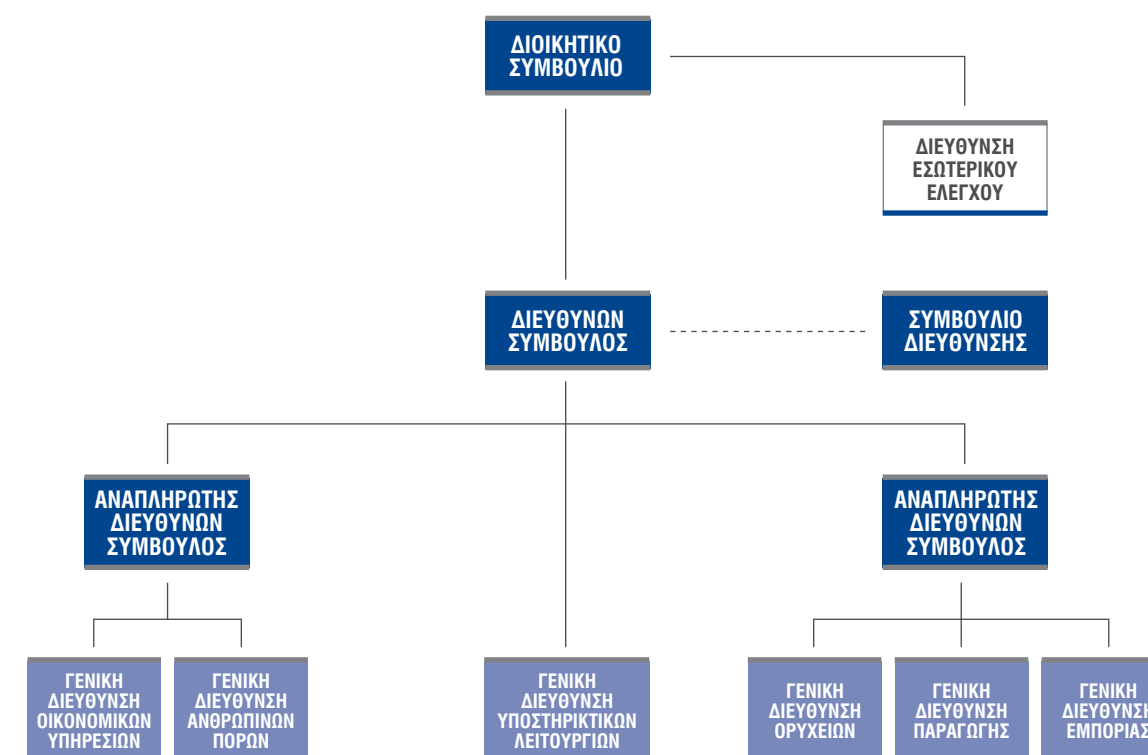 ΔΙΟΙΚΗΤΙΚΟ
ΣΥΜΒΟΥΛΙΟ
ΔΙΕΥΘΥΝΣΗ
ΕΣΩΤΕΡΙΚΟΥ
ΕΛΕΓΧΟΥ
ΔΙΕΥΘΥΝΩΝ
ΣΥΜΒΟΥΛΟΣ
ΣΥΜΒΟΥΛΙΟ
ΔΙΕΥΘΥΝΣΗΣ
ΑΝΑΠΛΗΡΩΤΗΣ
ΔΙΕΥΘΥΝΩΝ
ΣΥΜΒΟΥΛΟΣ
ΑΝΑΠΛΗΡΩΤΗΣ
ΔΙΕΥΘΥΝΩΝ
ΣΥΜΒΟΥΛΟΣ
ΓΕΝΙΚΗ
ΔΙΕΥΘΥΝΣΗ
ΟΙΚΟΝΟΜΙΚΩΝ
ΥΠΗΡΕΣΙΩΝ
ΓΕΝΙΚΗ
ΔΙΕΥΘΥΝΣΗ
ΑΝΘΡΩΠΙΝΩΝ
ΠΟΡΩΝ
ΓΕΝΙΚΗ
ΔΙΕΥΘΥΝΣΗ
ΥΠΟΣΤΗΡΙΚΤΙΚΩΝ
ΛΕΙΤΟΥΡΓΙΩΝ
ΓΕΝΙΚΗ
ΔΙΕΥΘΥΝΣΗ
ΟΡΥΧΕΙΩΝ
ΓΕΝΙΚΗ
ΔΙΕΥΘΥΝΣΗ
ΠΑΡΑΓΩΓΗΣ
ΓΕΝΙΚΗ
ΔΙΕΥΘΥΝΣΗ
ΕΜΠΟΡΙΑΣ